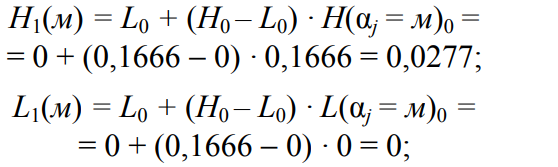 H₁(м) = L₀ + (H₀ – L₀) · H(αⱼ = м)₀ =
= 0 + (0,1666 – 0) · 0,1666 = 0,0277;
L₁(м) = L₀ + (H₀ – L₀) · L(αⱼ = м)₀ =
= 0 + (0,1666 – 0) · 0 = 0;